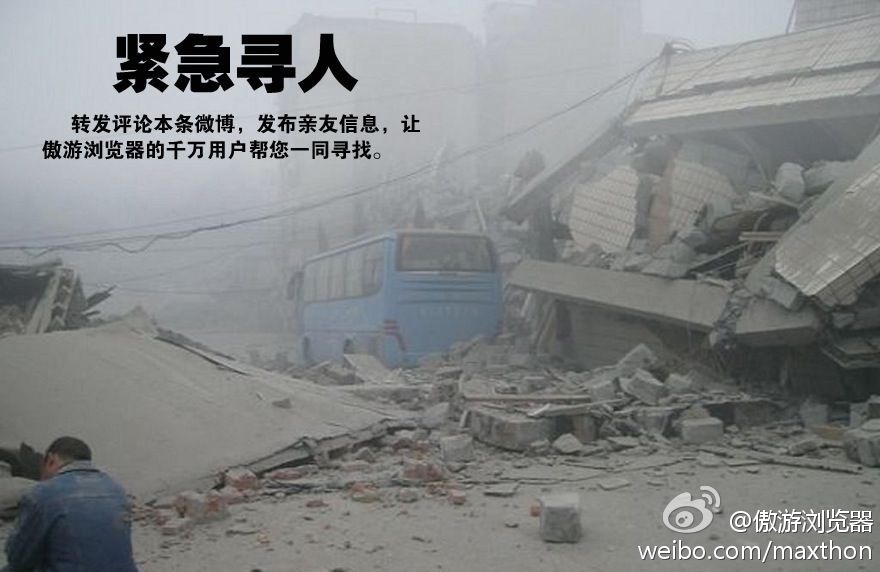 紧急寻人
转发评论本条微博，发布亲友信息，让
傲游浏览器的千万用户帮您一同寻找。
@傲游浏览器
weibo.com/maxthon